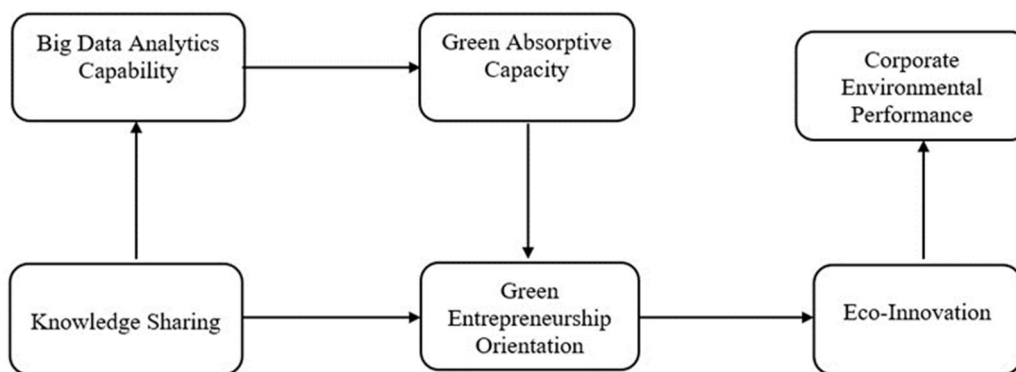 Big Data Analytics
Capability
Green Absorptive
Capacity
Corporate
Environmental
Performance
Knowledge Sharing
Green
Entrepreneurship
Orientation
Eco-Innovation